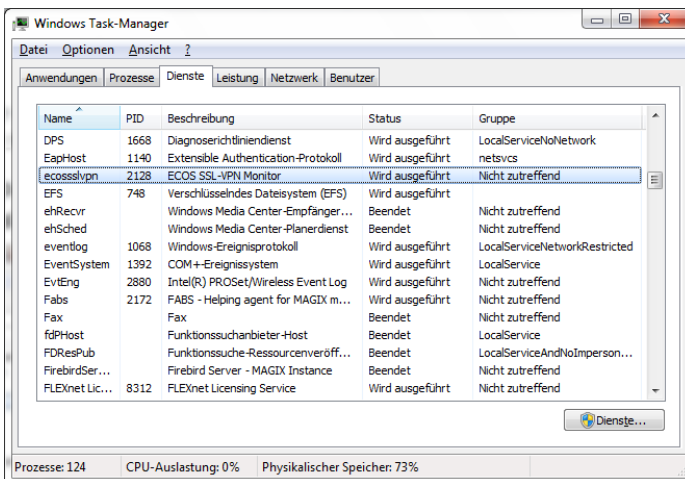 Windows Task-Manager
Datei Optionen Ansicht ?
Anwendungen Prozesse Dienste Leistung Netzwerk Benutzer
Name PID Beschreibung Status Gruppe
DPS 1668 Diagnoserichtliniendienst Wird ausgeführt LocalServiceNoNetwork
EapHost 1140 Extensible Authentication-Protokoll Wird ausgeführt netsvcs
ecossslvpn 2128 ECOS SSL-VPN Monitor Wird ausgeführt Nicht zutreffend
EFS 748 Verschlüsselndes Dateisystem (EFS) Wird ausgeführt
ehRecvr Windows Media Center-Empfänger... Beendet Nicht zutreffend
ehSched Windows Media Center-Planerdienst Beendet Nicht zutreffend
eventlog 1068 Windows-Ereignisprotokoll Wird ausgeführt LocalServiceNetworkRestricted
EventSystem 1392 COM+-Ereignissystem Wird ausgeführt LocalService
EvtEng 2880 Intel(R) PROSet/Wireless Event Log Wird ausgeführt Nicht zutreffend
Fabs 2172 FABS - Helping agent for MAGIX m... Wird ausgeführt Nicht zutreffend
Fax Fax Beendet Nicht zutreffend
fdPHost Funktionssuchanbieter-Host Beendet LocalService
FDResPub Funktionssuche-Ressourcenveröff... Beendet LocalServiceAndNoImperson...
FirebirdSer... Firebird Server - MAGIX Instance Beendet Nicht zutreffend
FLEXnet Lic... 8312 FLEXnet Licensing Service Wird ausgeführt Nicht zutreffend
Dienste...
Prozesse: 124 CPU-Auslastung: 0% Physikalischer Speicher: 73%